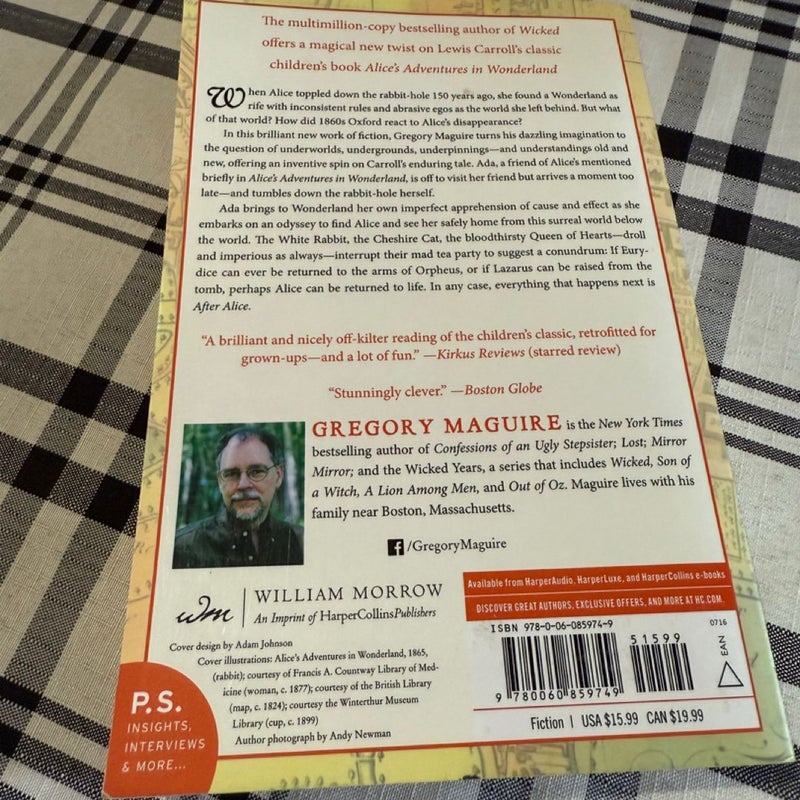 The multimillion-copy bestselling author of Wicked
offers a magical new twist on Lewis Carroll's classic
children's book Alice's Adventures in Wonderland
When Alice toppled down the rabbit-hole 150 years ago, she found a Wonderland as
rife with inconsistent rules and abrasive egos as the world she left behind. But what
of that world? How did 1860s Oxford react to Alice's disappearance?
In this brilliant new work of fiction, Gregory Maguire turns his dazzling imagination to
the question of underworlds, undergrounds, underpinnings—and understandings old and
new, offering an inventive spin on Carroll's enduring tale. Ada, a friend of Alice's mentioned
briefly in Alice's Adventures in Wonderland, is off to visit her friend but arrives a moment too
late—and tumbles down the rabbit-hole herself.
Ada brings to Wonderland her own imperfect apprehension of cause and effect as she
embarks on an odyssey to find Alice and see her safely home from this surreal world below
the world. The White Rabbit, the Cheshire Cat, the bloodthirsty Queen of Hearts—droll
and imperious as always—interrupt their mad tea party to suggest a conundrum: If Eury-
dice can ever be returned to the arms of Orpheus, or if Lazarus can be raised from the
tomb, perhaps Alice can be returned to life. In any case, everything that happens next is
After Alice.
"A brilliant and nicely off-kilter reading of the children's classic, retrofitted for
grown-ups—and a lot of fun." —Kirkus Reviews (starred review)
"Stunningly clever." —Boston Globe
GREGORY MAGUIRE is the New York Times
bestselling author of Confessions of an Ugly Stepsister; Lost; Mirror
Mirror; and the Wicked Years, a series that includes Wicked, Son of
a Witch, A Lion Among Men, and Out of Oz. Maguire lives with his
family near Boston, Massachusetts.
f /GregoryMaguire
wm WILLIAM MORROW
An Imprint of HarperCollinsPublishers
Cover design by Adam Johnson
Cover illustrations: Alice's Adventures in Wonderland, 1865,
(rabbit); courtesy of Francis A. Countway Library of Med-
icine (woman, c. 1877); courtesy of the British Library
(map, c. 1824); courtesy the Winterthur Museum
Library (cup, c. 1899)
Author photograph by Andy Newman
P.S.
INSIGHTS,
INTERVIEWS
& MORE...
Available from HarperAudio, HarperLuxe, and HarperCollins e-books
DISCOVER GREAT AUTHORS, EXCLUSIVE OFFERS, AND MORE AT HC.COM.
ISBN 978-0-06-085974-9
51599
0716
EAN
9 780060 859749
Fiction | USA $15.99 CAN $19.99